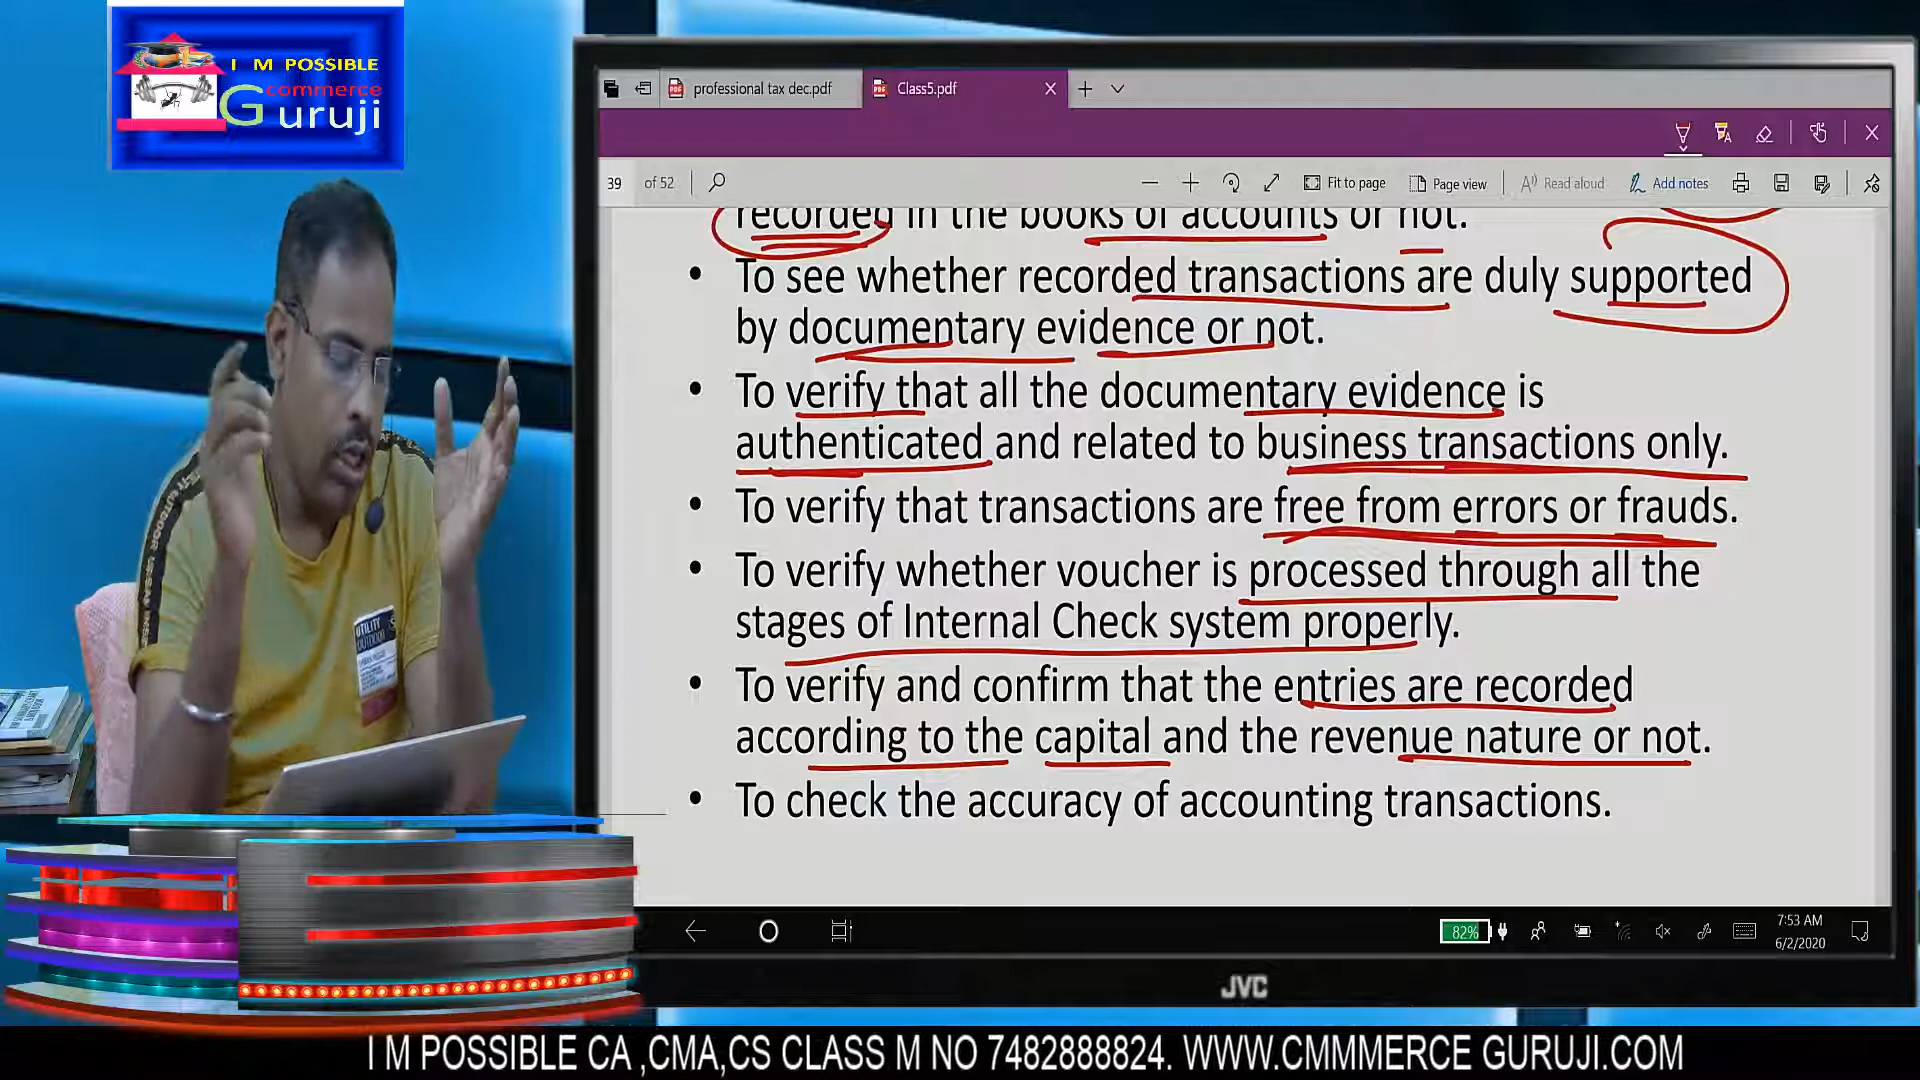 I M POSSIBLE
commerce
Guruji
professional tax dec.pdf
Class5.pdf
39 of 52
Fit to page
Page view
Read aloud
Add notes
recorded in the books of accounts or not.
• To see whether recorded transactions are duly supported
by documentary evidence or not.
• To verify that all the documentary evidence is
authenticated and related to business transactions only.
• To verify that transactions are free from errors or frauds.
• To verify whether voucher is processed through all the
stages of Internal Check system properly.
• To verify and confirm that the entries are recorded
according to the capital and the revenue nature or not.
• To check the accuracy of accounting transactions.
UTILITY
OUTDOOR
82%
7:53 AM
6/2/2020
JVC
I M POSSIBLE CA ,CMA,CS CLASS M NO 7482888824. WWW.CMMMERCE GURUJI.COM